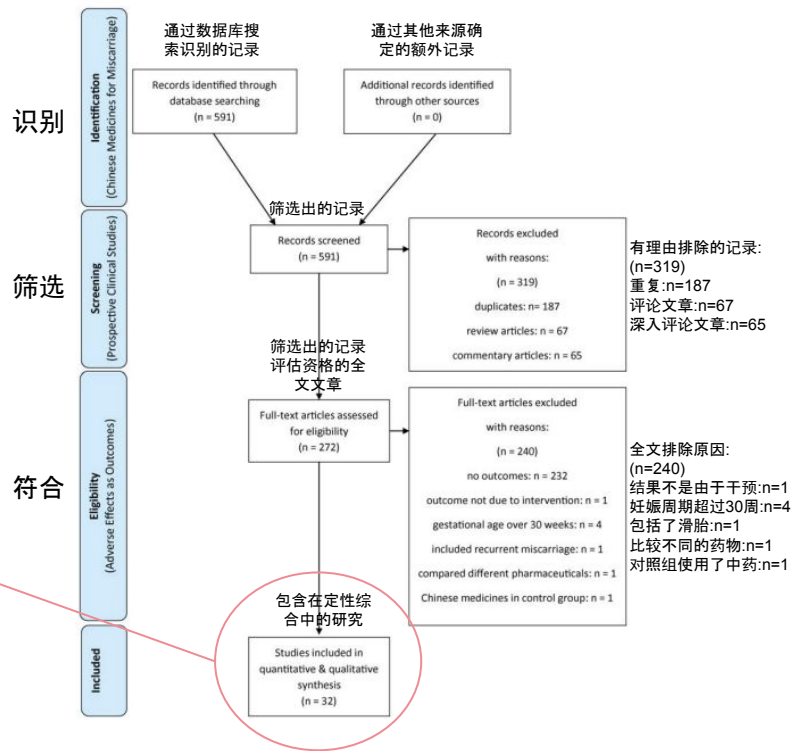 通过数据库搜
索识别的记录
通过其他来源确
定的额外记录
识别
Identification
(Chinese Medicines for Miscarriage)
Records identified through
database searching
(n = 591)
Additional records identified
through other sources
(n = 0)
筛选
Screening
(Prospective Clinical Studies)
筛选出的记录
Records screened
(n = 591)
Records excluded
with reasons:
(n = 319)
duplicates: n= 187
review articles: n = 67
commentary articles: n = 65
有理由排除的记录:
(n=319)
重复:n=187
评论文章:n=67
深入评论文章:n=65
筛选出的记录
评估资格的全
文文章
符合
Eligibility
(Adverse Effects as Outcomes)
Full-text articles assessed
for eligibility
(n = 272)
Full-text articles excluded
with reasons:
(n = 240)
no outcomes: n = 232
outcome not due to intervention: n = 1
gestational age over 30 weeks: n = 4
included recurrent miscarriage: n = 1
compared different pharmaceuticals: n = 1
Chinese medicines in control group: n = 1
全文排除原因:
(n=240)
结果不是由于干预:n=1
妊娠周期超过30周:n=4
包括了滑胎:n=1
比较不同的药物:n=1
对照组使用了中药:n=1
包含在定性综
合中的研究
Included
Studies included in
quantitative & qualitative
synthesis
(n = 32)